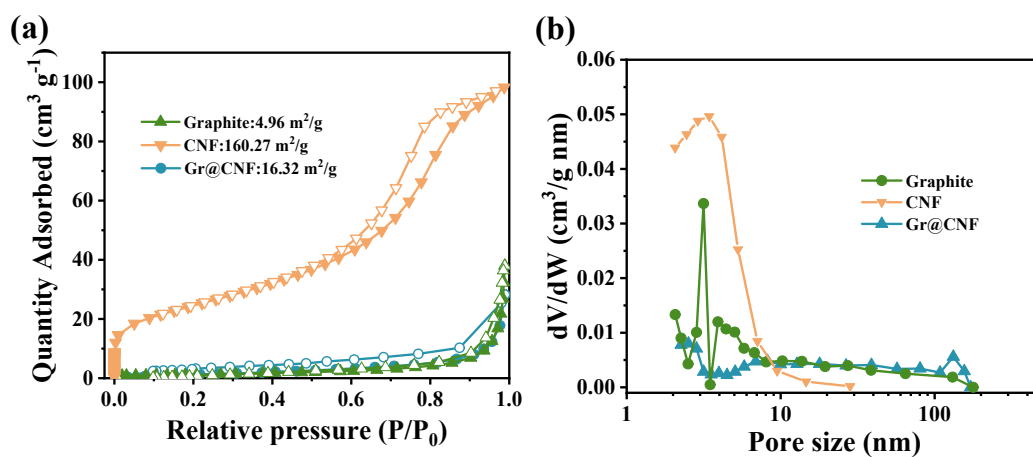 (a)
Quantity Adsorbed (cm³ g⁻¹)
100
80
60
40
20
0
Graphite:4.96 m²/g
CNF:160.27 m²/g
Gr@CNF:16.32 m²/g
0.0 0.2 0.4 0.6 0.8 1.0
Relative pressure (P/P₀)
(b)
dV/dW (cm³/g nm)
0.06
0.05
0.04
0.03
0.02
0.01
0.00
Graphite
CNF
Gr@CNF
1 10 100
Pore size (nm)